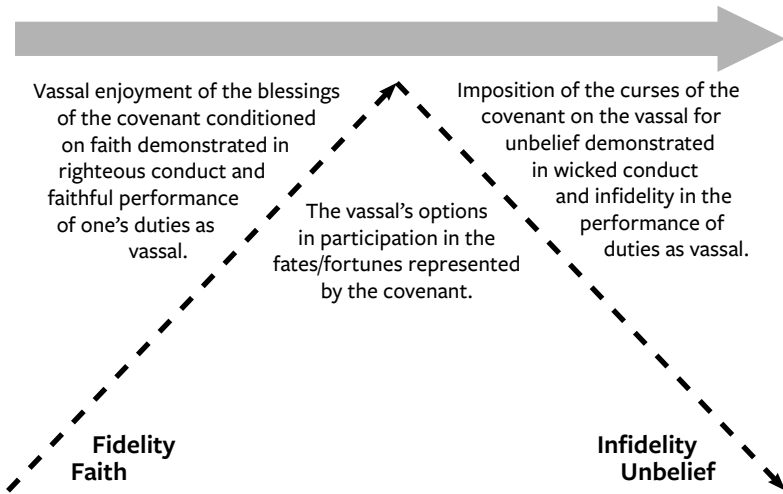 Vassal enjoyment of the blessings
of the covenant conditioned
on faith demonstrated in
righteous conduct and
faithful performance
of one’s duties as
vassal.
The vassal’s options
in participation in the
fates/fortunes represented
by the covenant.
Imposition of the curses of the
covenant on the vassal for
unbelief demonstrated
in wicked conduct
and infidelity in the
performance of
duties as vassal.
Fidelity
Faith
Infidelity
Unbelief